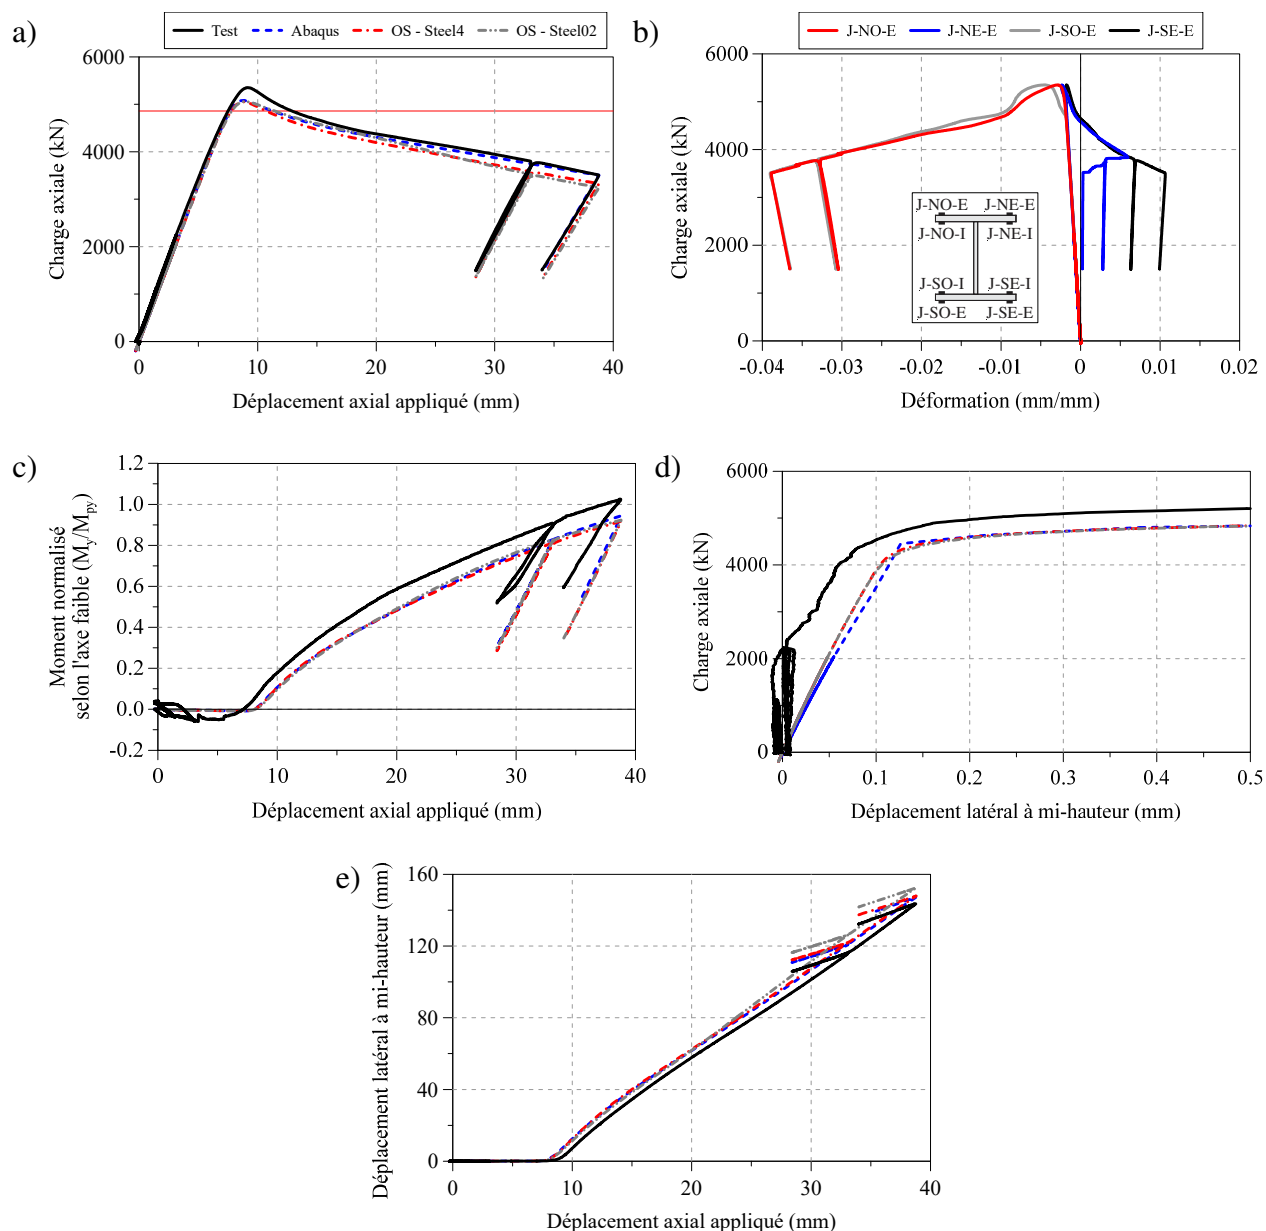 a)
Test
Abaqus
OS - Steel4
OS - Steel02
6000
4000
2000
0
Charge axiale (kN)
0
10
20
30
40
Déplacement axial appliqué (mm)
b)
J-NO-E
J-NE-E
J-SO-E
J-SE-E
6000
4000
2000
0
Charge axiale (kN)
J-NO-E
J-NE-E
J-NO-I
J-NE-I
J-SO-I
J-SE-I
J-SO-E
J-SE-E
-0.04
-0.03
-0.02
-0.01
0
0.01
0.02
Déformation (mm/mm)
c)
1.2
1.0
0.8
0.6
0.4
0.2
0.0
-0.2
Moment normalisé
selon l'axe faible (My/Mpy)
0
10
20
30
40
Déplacement axial appliqué (mm)
d)
6000
4000
2000
0
Charge axiale (kN)
0
0.1
0.2
0.3
0.4
0.5
Déplacement latéral à mi-hauteur (mm)
e)
160
120
80
40
0
Déplacement latéral à mi-hauteur (mm)
0
10
20
30
40
Déplacement axial appliqué (mm)